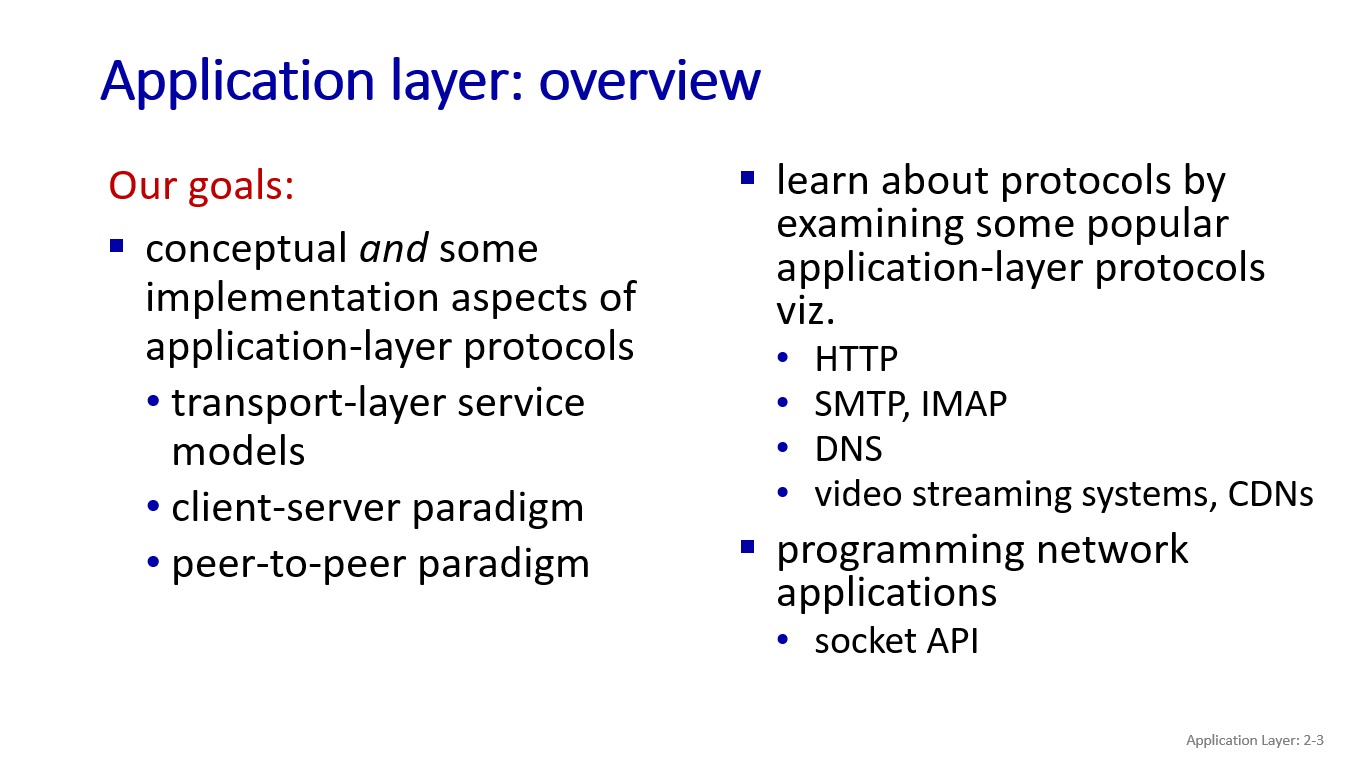 Application layer: overview
Our goals:
▪ conceptual and some
implementation aspects of
application-layer protocols
• transport-layer service
models
• client-server paradigm
• peer-to-peer paradigm
▪ learn about protocols by
examining some popular
application-layer protocols
viz.
• HTTP
• SMTP, IMAP
• DNS
• video streaming systems, CDNs
▪ programming network
applications
• socket API
Application Layer: 2-3